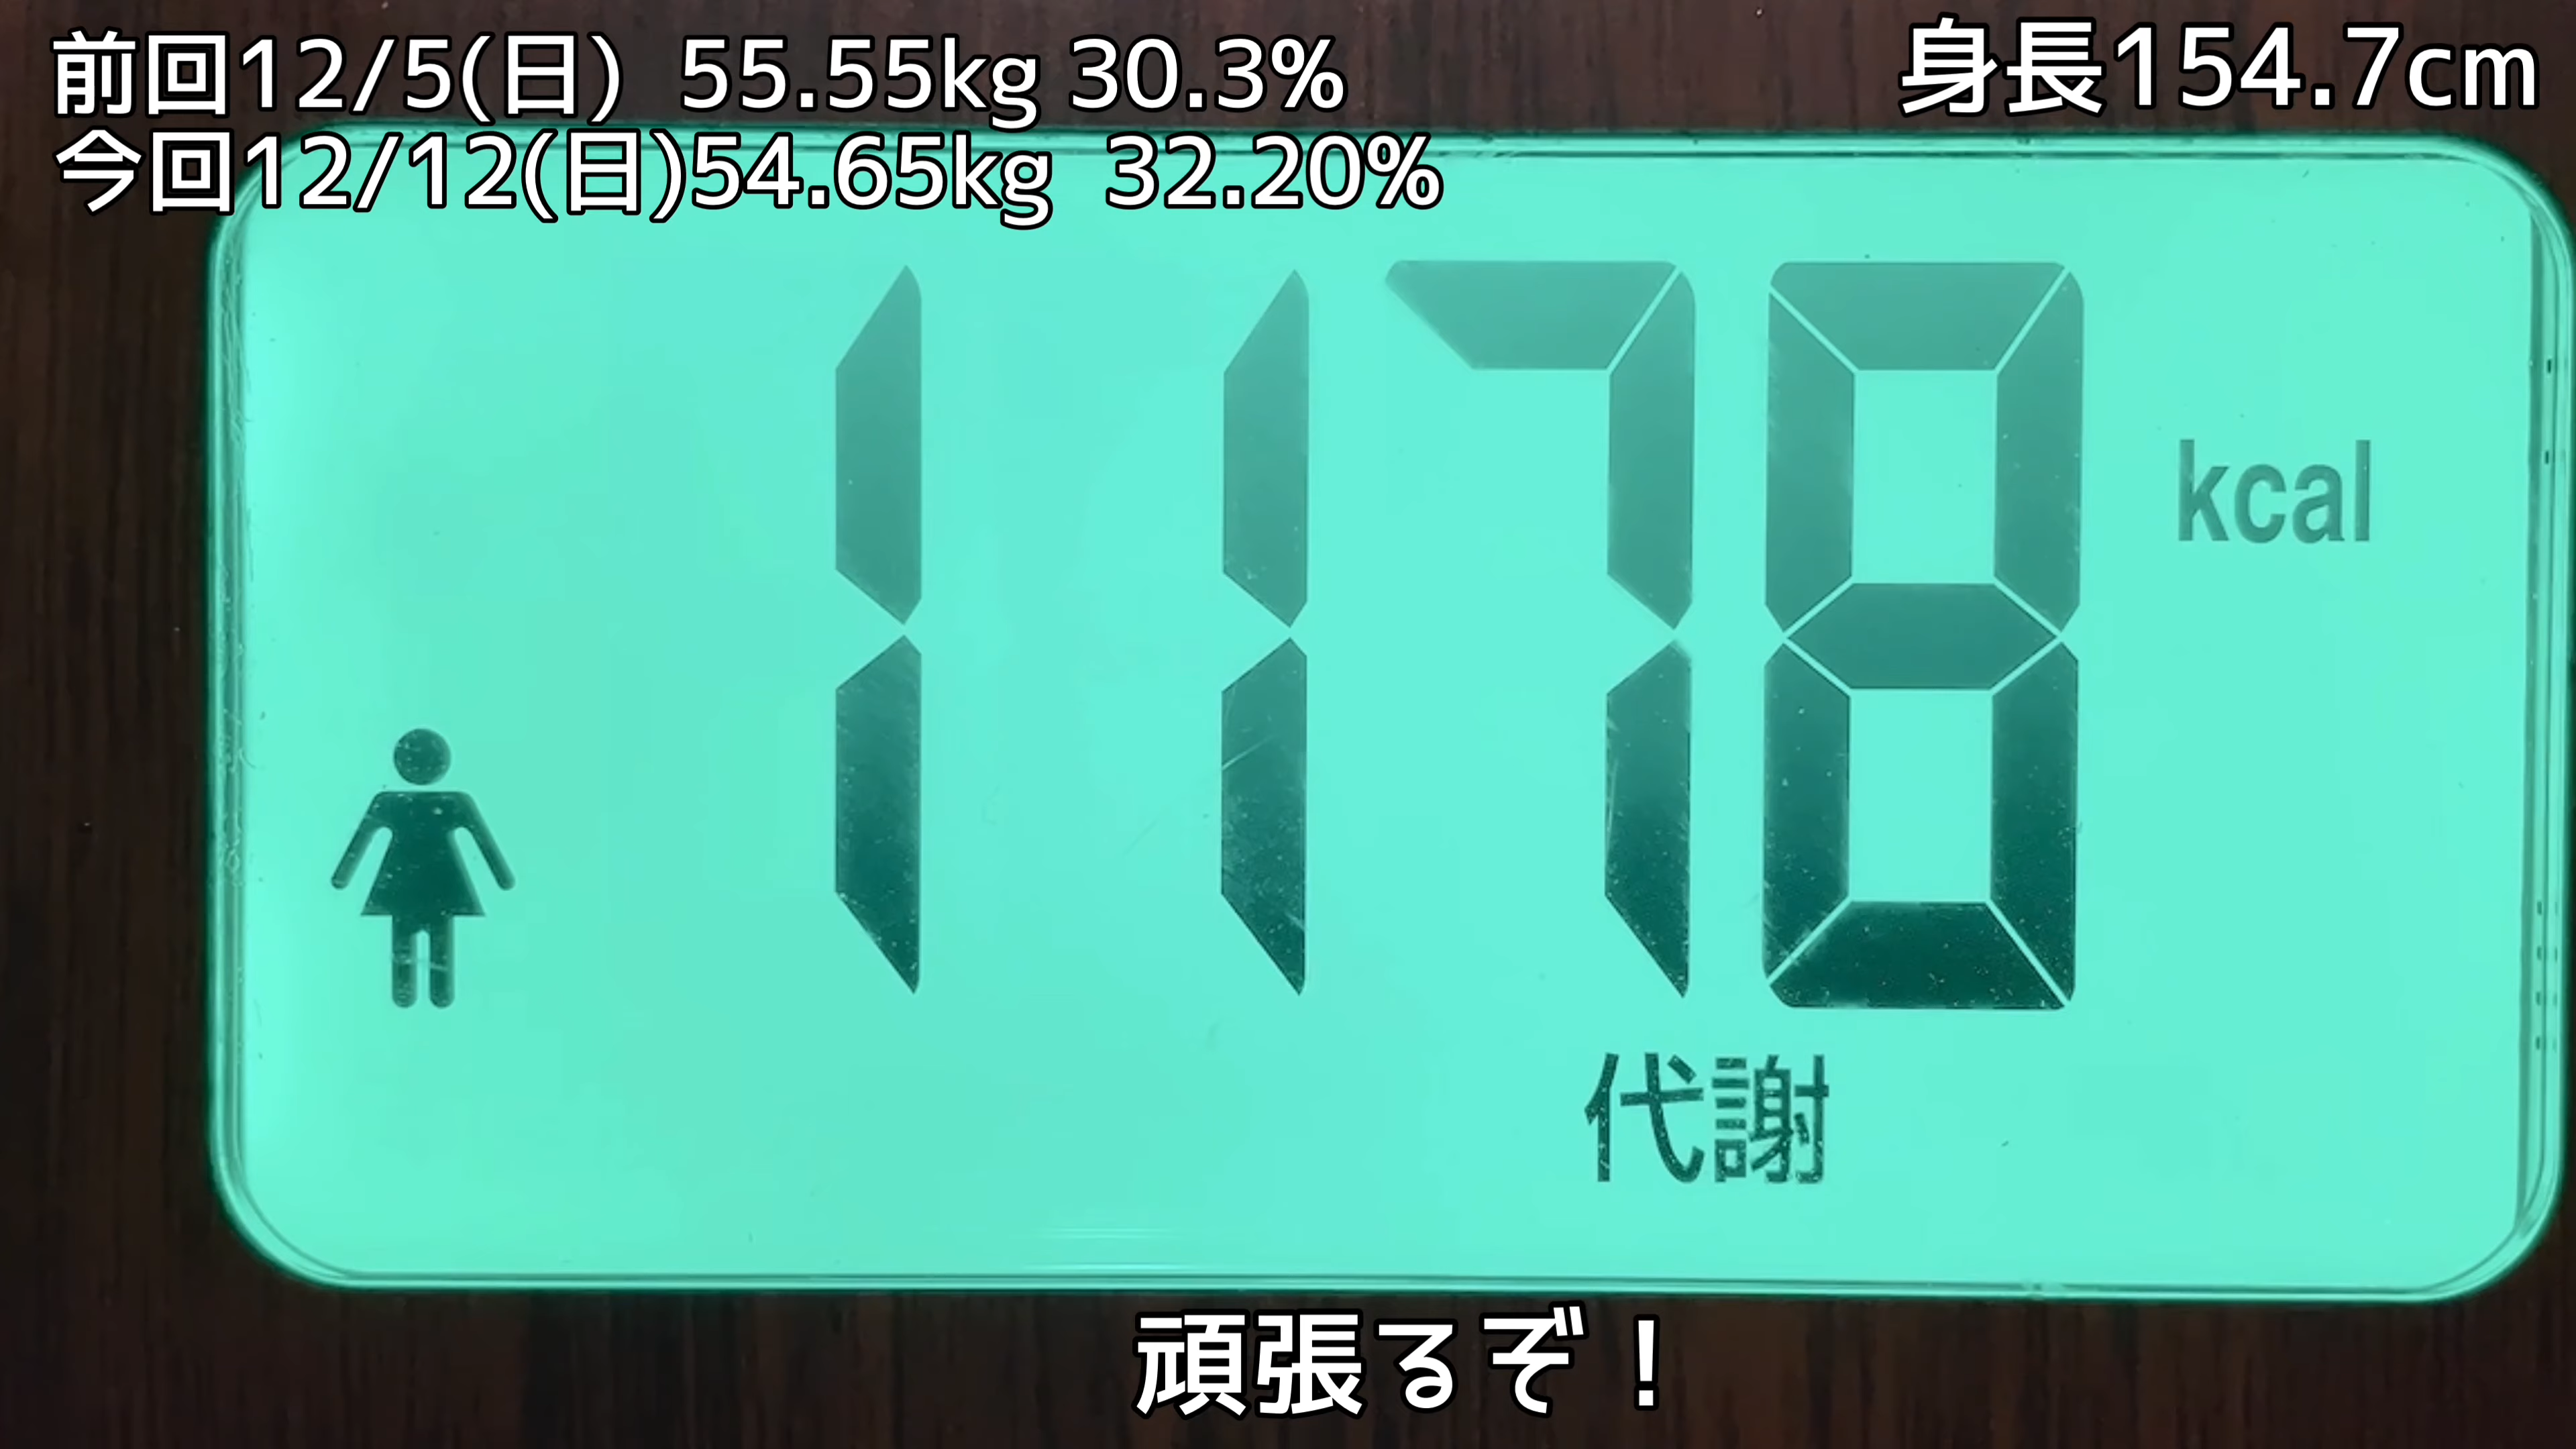 前回12/5(日) 55.55kg 30.3%
身長154.7cm
今回12/12(日)54.65kg 32.20%
1178 kcal
代謝
頑張るぞ！